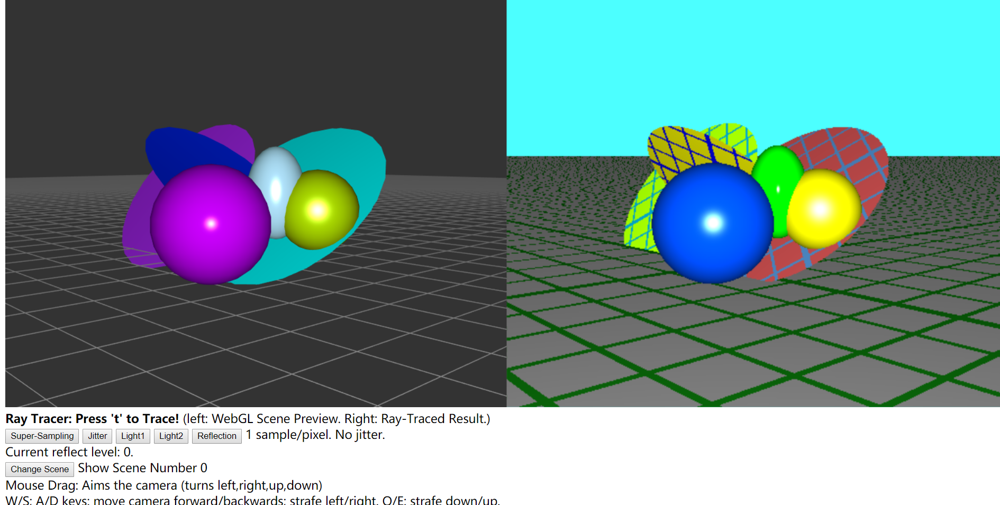 Ray Tracer: Press 't' to Trace! (left: WebGL Scene Preview. Right: Ray-Traced Result.)
Super-Sampling Jitter Light1 Light2 Reflection 1 sample/pixel. No jitter.
Current reflect level: 0.
Change Scene Show Scene Number 0
Mouse Drag: Aims the camera (turns left,right,up,down)
W/S; A/D keys: move camera forward/backwards; strafe left/right. Q/E: strafe down/up.